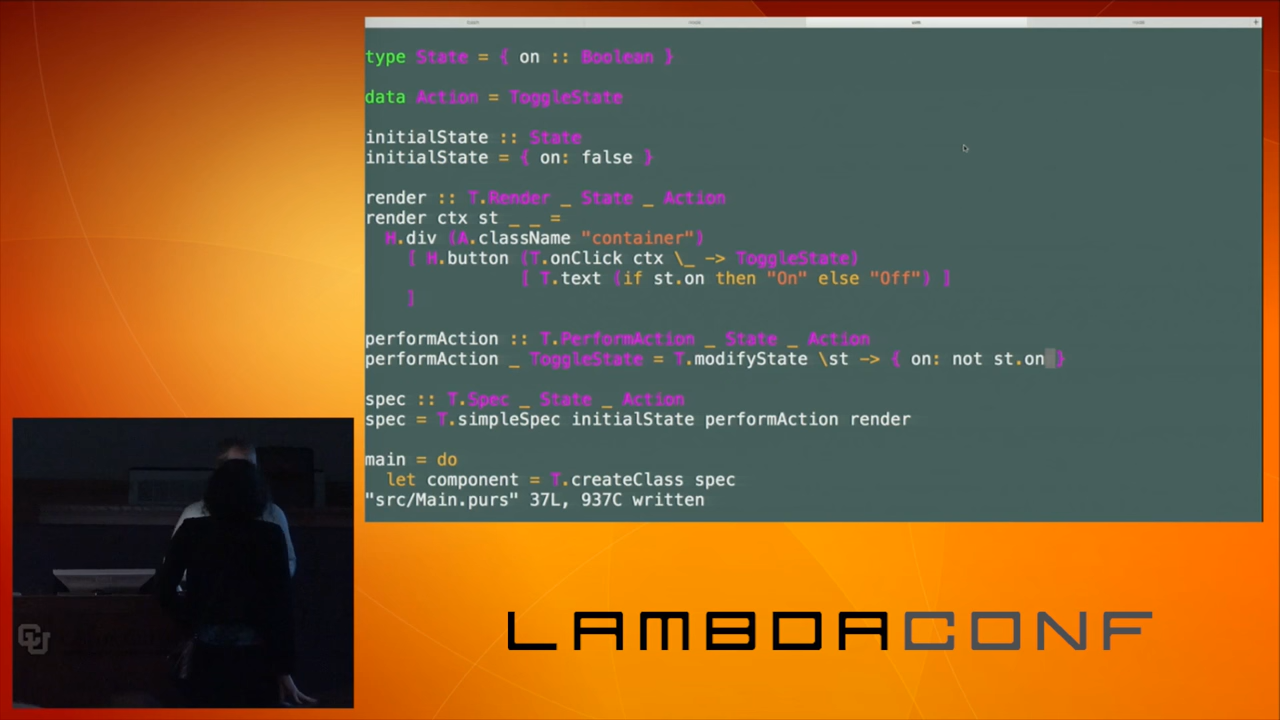 type State = { on :: Boolean }
data Action = ToggleState
initialState :: State
initialState = { on: false }
render :: T.Render _ State _ Action
render ctx st _ _ =
H.div (A.className "container")
[ H.button (T.onClick ctx \_ -> ToggleState)
[ T.text (if st.on then "On" else "Off") ]
]
performAction :: T.PerformAction _ State _ Action
performAction _ ToggleState = T.modifyState \st -> { on: not st.on }
spec :: T.Spec _ State _ Action
spec = T.simpleSpec initialState performAction render
main = do
let component = T.createClass spec
"src/Main.purs" 37L, 937C written
CU
LAMBDACONF